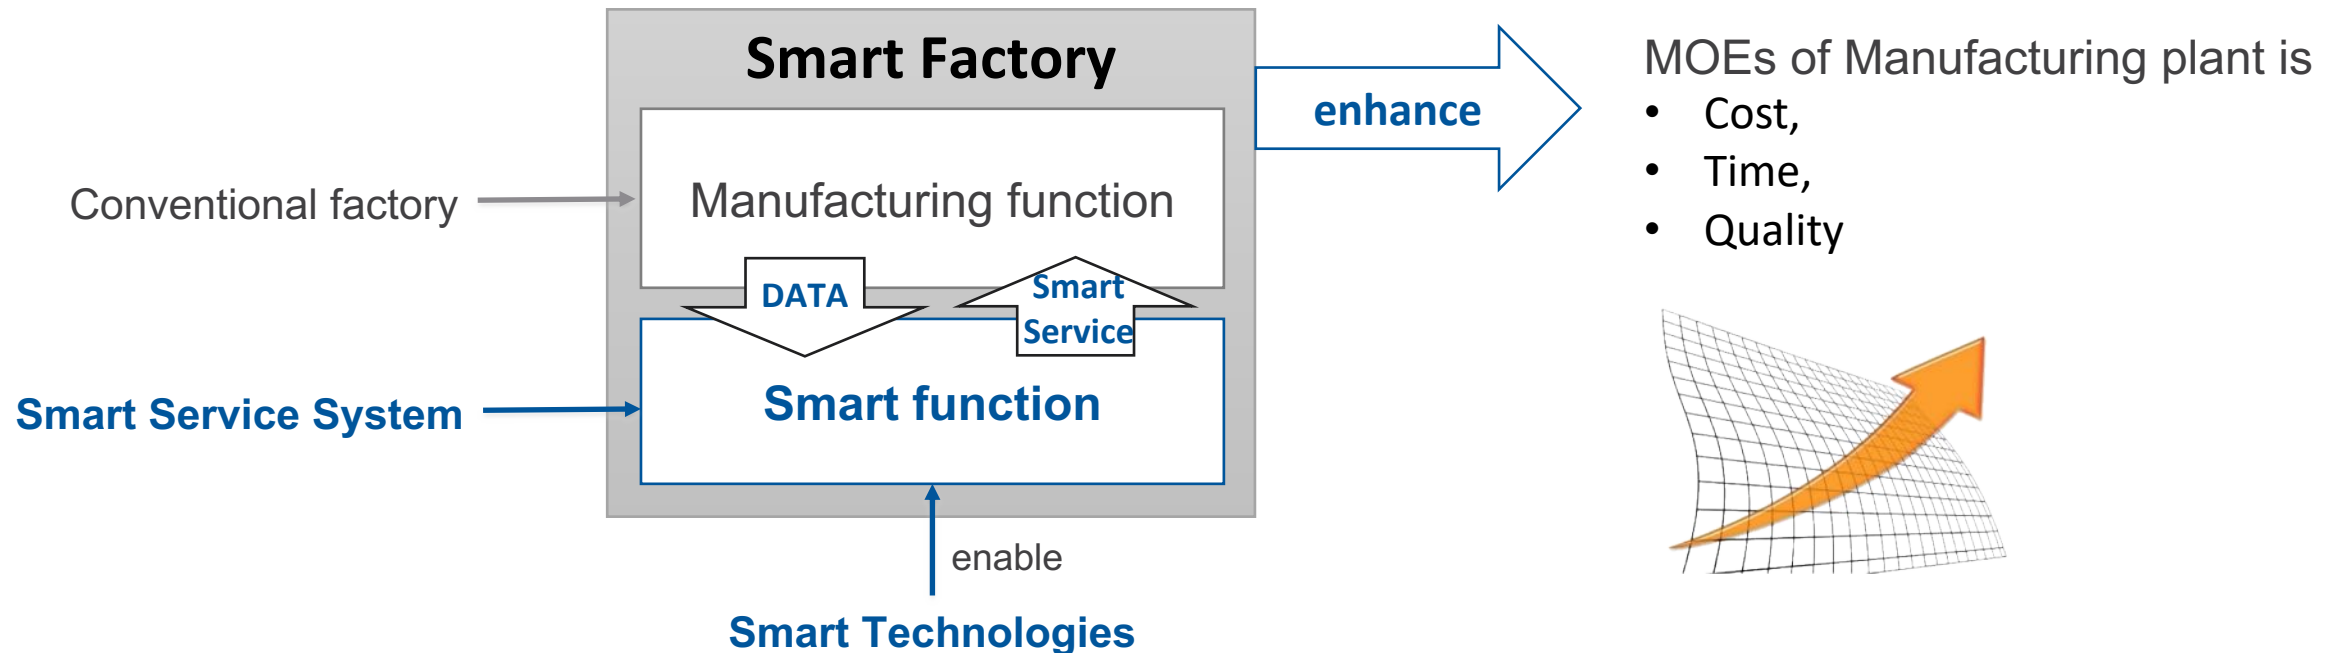 Smart Factory
Conventional factory
Manufacturing function
DATA
Smart
Service
Smart Service System
Smart function
enable
Smart Technologies
enhance
MOEs of Manufacturing plant is
• Cost,
• Time,
• Quality